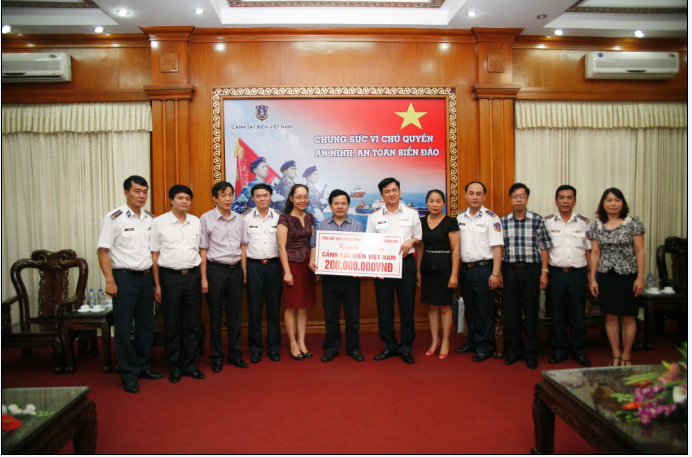 CẢNH SÁT BIỂN VIỆT NAM
CHUNG SỨC VÌ CHỦ QUYỀN
AN NINH, AN TOÀN BIỂN ĐẢO
CẢNH SÁT BIỂN VIỆT NAM
200.000.000VNĐ